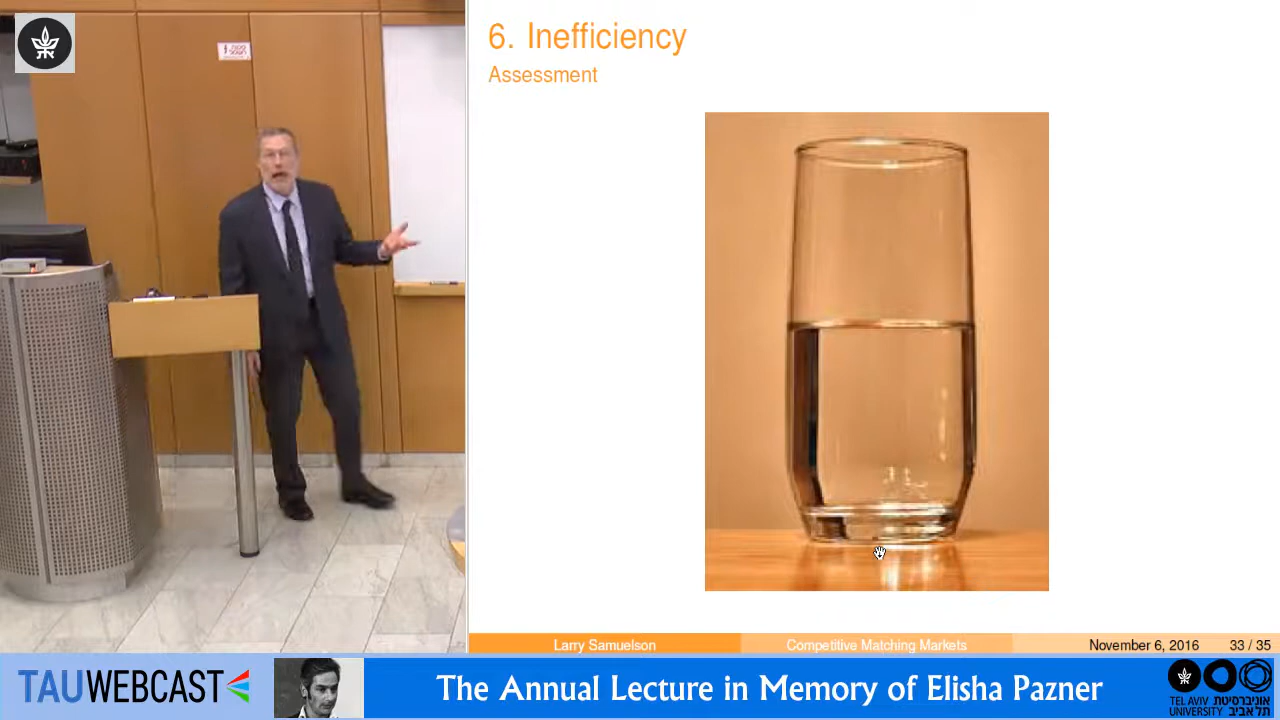 6. Inefficiency
Assessment
Larry Samuelson
Competitive Matching Markets
November 6, 2016
33 / 35
TAUWEBCAST
The Annual Lecture in Memory of Elisha Pazner
TEL AVIV אוניברסיטת
UNIVERSITY תל אביב